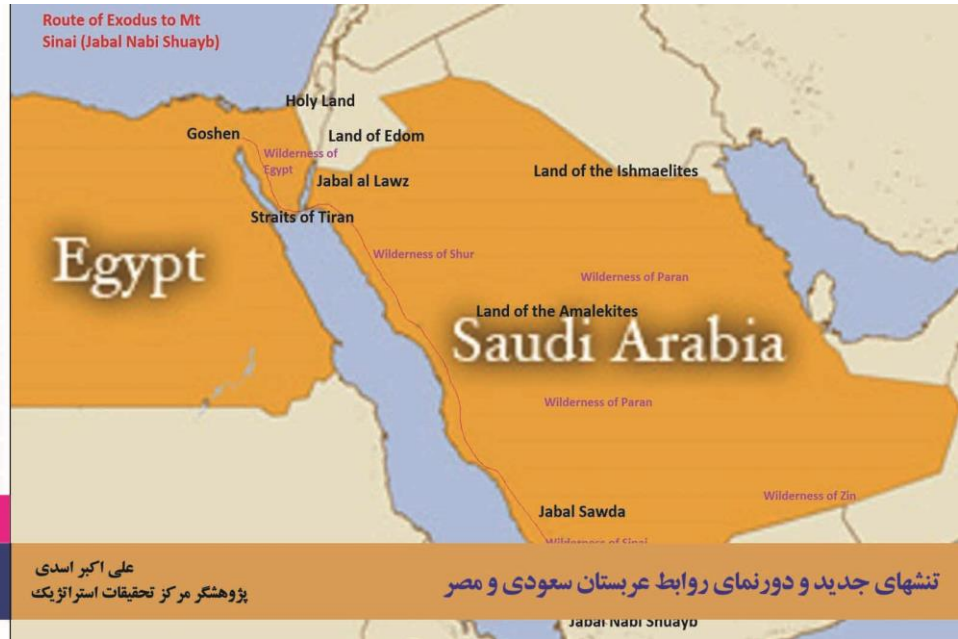 Route of Exodus to Mt
Sinai (Jabal Nabi Shuayb)
Holy Land
Goshen
Land of Edom
Wilderness of
Egypt
Jabal al Lawz
Land of the Ishmaelites
Straits of Tiran
Wilderness of Shur
Egypt
Wilderness of Paran
Land of the Amalekites
Saudi Arabia
Wilderness of Paran
Wilderness of Zin
Jabal Sawda
Wilderness of Sinai
تنشهای جدید و دورنمای روابط عربستان سعودی و مصر
علی اکبر اسدی
پژوهشگر مرکز تحقیقات استراتژیک
Jabal Nabi Shuayb